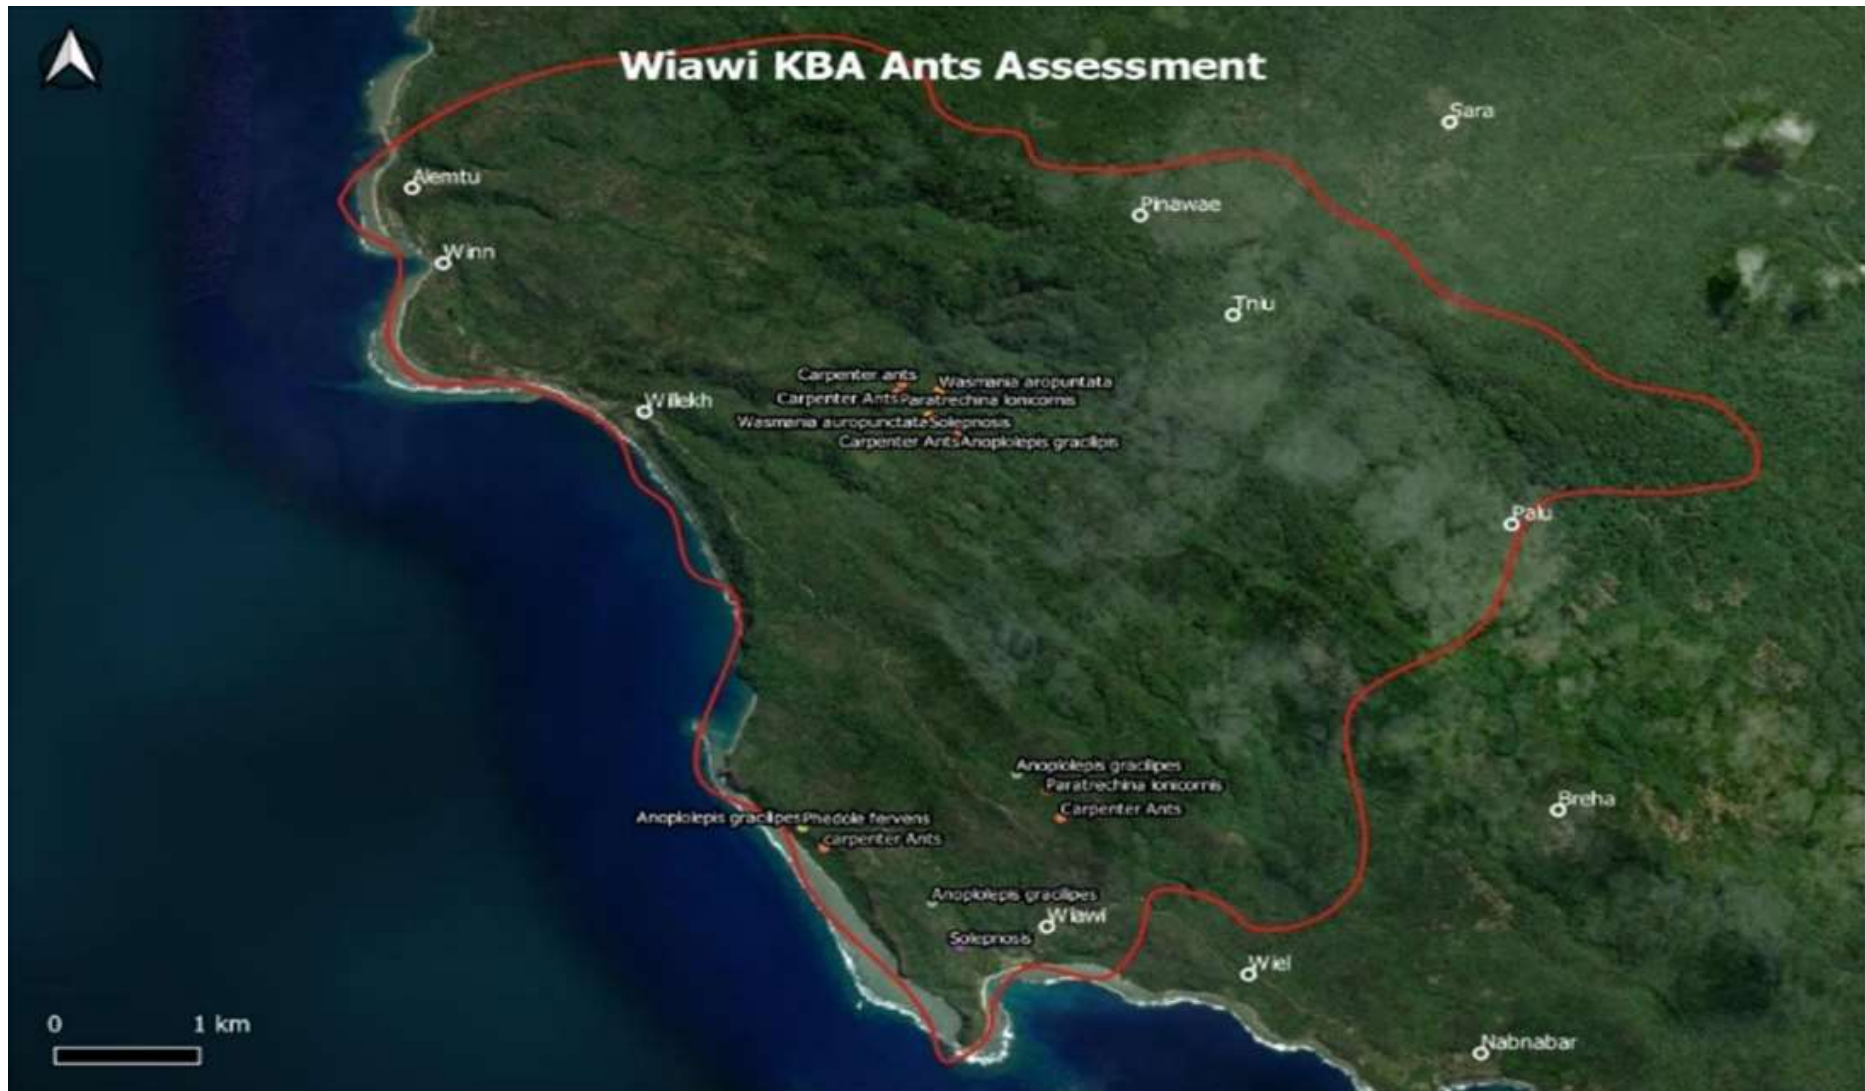 Wiawi KBA Ants Assessment
Sara
Alemtu
Pinawae
Winn
Tniu
Carpenter ants
Wasmania aropuntata
Carpenter Ants Paratrechina lonicornis
Willekh
Wasmania auropunctata Solepnosis
Carpenter Ants Anoplolepis gracilipis
Palu
Anoplolepis gracilipes
Paratrechina lonicornis
Breha
Carpenter Ants
Anoplolepis gracilipes Phedole fervens
carpenter Ants
Anoplolepis gracilipes
Wiawi
Solepnosis
Wiel
0 1 km
Nabnabar